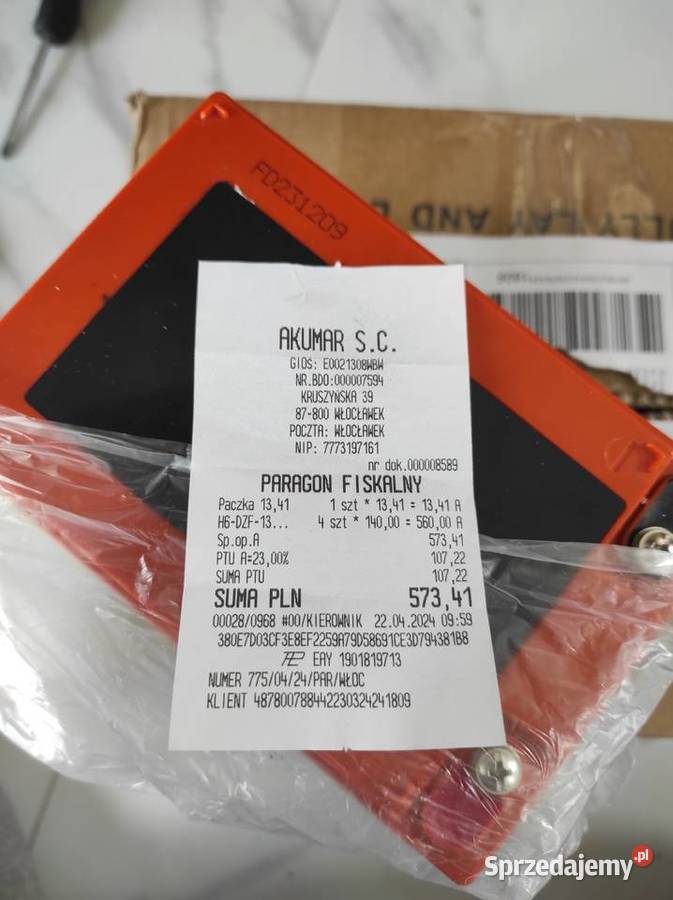 FD231209
LLY LAY AND
AKUMAR S.C.
GIOŚ: E0021308WBW
NR.BDO:000007594
KRUSZYŃSKA 39
87-800 WŁOCŁAWEK
POCZTA: WŁOCŁAWEK
NIP: 7773197161
nr dok.000008589
PARAGON FISKALNY
Paczka 13,41 1 szt * 13,41 = 13,41 A
H6-DZF-13... 4 szt * 140,00 = 560,00 A
Sp.op.A 573,41
PTU A=23,00% 107,22
SUMA PTU 107,22
SUMA PLN 573,41
00028/0968 #00/KIEROWNIK 22.04.2024 09:59
380E7D03CF3E8EF2259A79D58691CE3D794381B8
EAY 1901819713
NUMER 775/04/24/PAR/WŁOC
KLIENT 487800788442230324241809
Sprzedajemy.pl